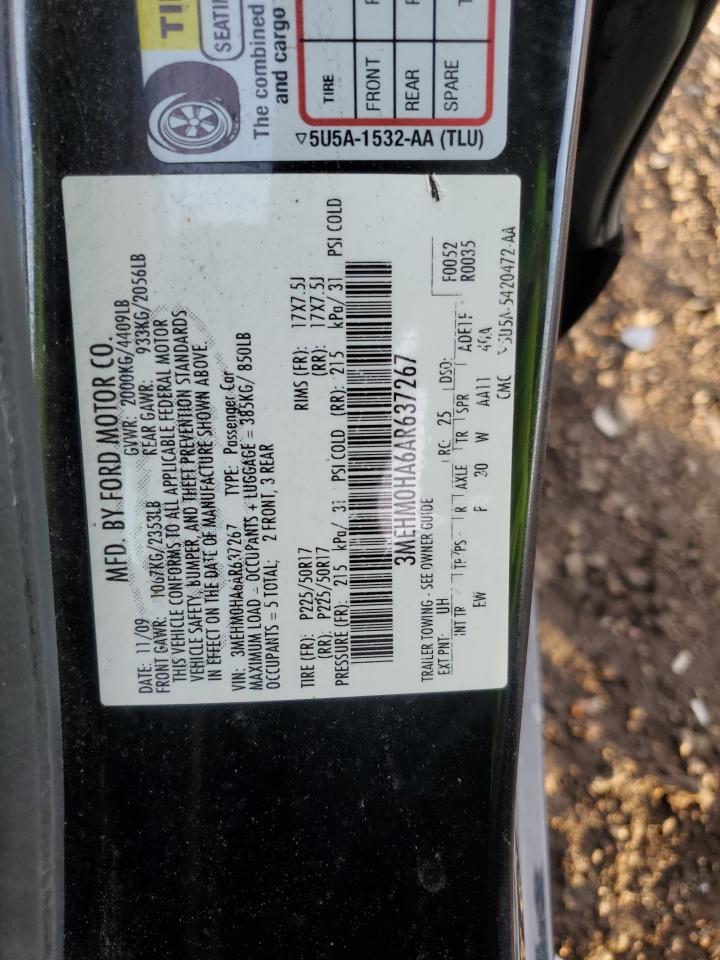 TI
SEATIN
The combined
and cargo
TIRE
FRONT
REAR
SPARE
5U5A-1532-AA (TLU)
MFD. BY FORD MOTOR CO.
DATE: 11/09 GVWR: 2000KG/4409LB
FRONT GAWR: 1067KG/2353LB REAR GAWR: 933KG/2056LB
THIS VEHICLE CONFORMS TO ALL APPLICABLE FEDERAL MOTOR
VEHICLE SAFETY, BUMPER, AND THEFT PREVENTION STANDARDS
IN EFFECT ON THE DATE OF MANUFACTURE SHOWN ABOVE
VIN: 3MEHM0HA6AR637267 TYPE: Passenger Car
MAXIMUM LOAD = OCCUPANTS + LUGGAGE = 385KG/ 850LB
OCCUPANTS = 5 TOTAL: 2 FRONT, 3 REAR
TIRE (FR): P225/50R17 RIMS (FR): 17X7.5J
(RR): P225/50R17 (RR): 17X7.5J
PRESSURE (FR): 215 kPa/ 31 PSI COLD (RR): 215 kPa/ 31 PSI COLD
3MEHM0HA6AR637267
TRAILER TOWING - SEE OWNER GUIDE
EXT PNT: UH RC: 25 DSO: F0052
R0035
INT TR TP/PS R AXLE TR SPR
EW P 30 W AA11
CMC 5U5A-5420472-AA